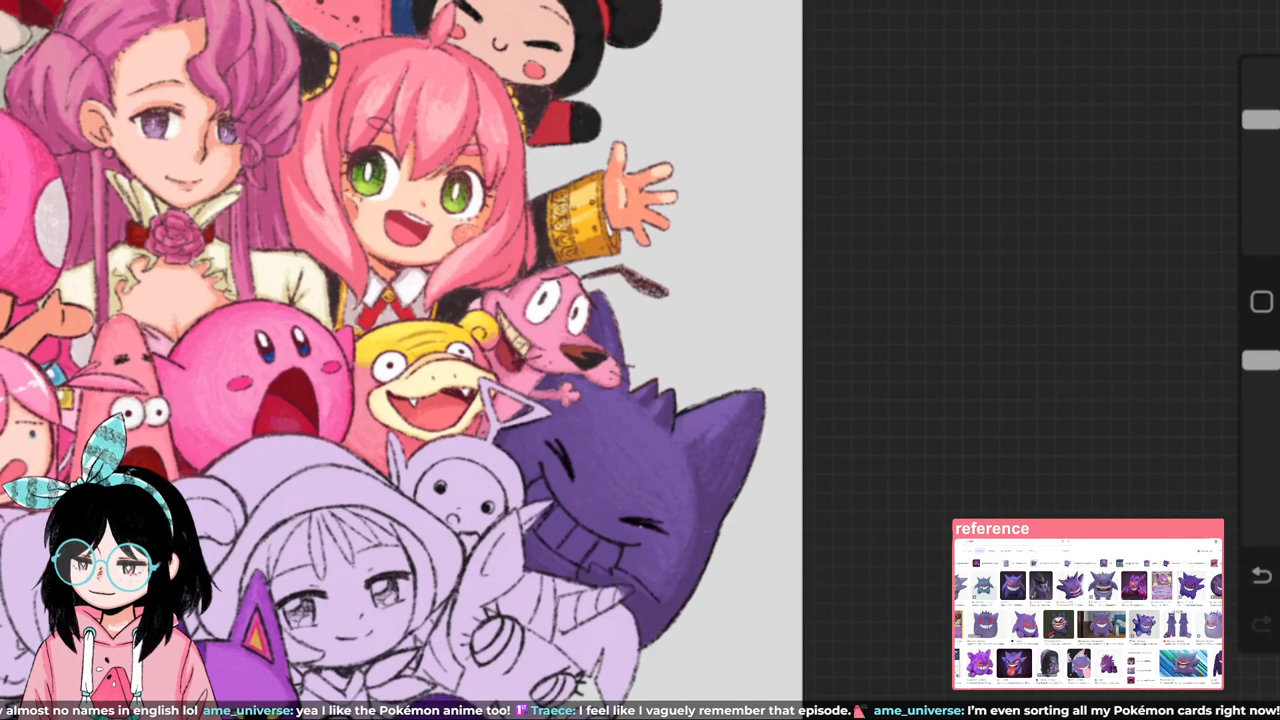 reference
almost no names in english lol ame_universe: yea I like the Pokémon anime too! Traece: I feel like I vaguely remember that episode. ame_universe: I'm even sorting all my Pokémon cards right now!